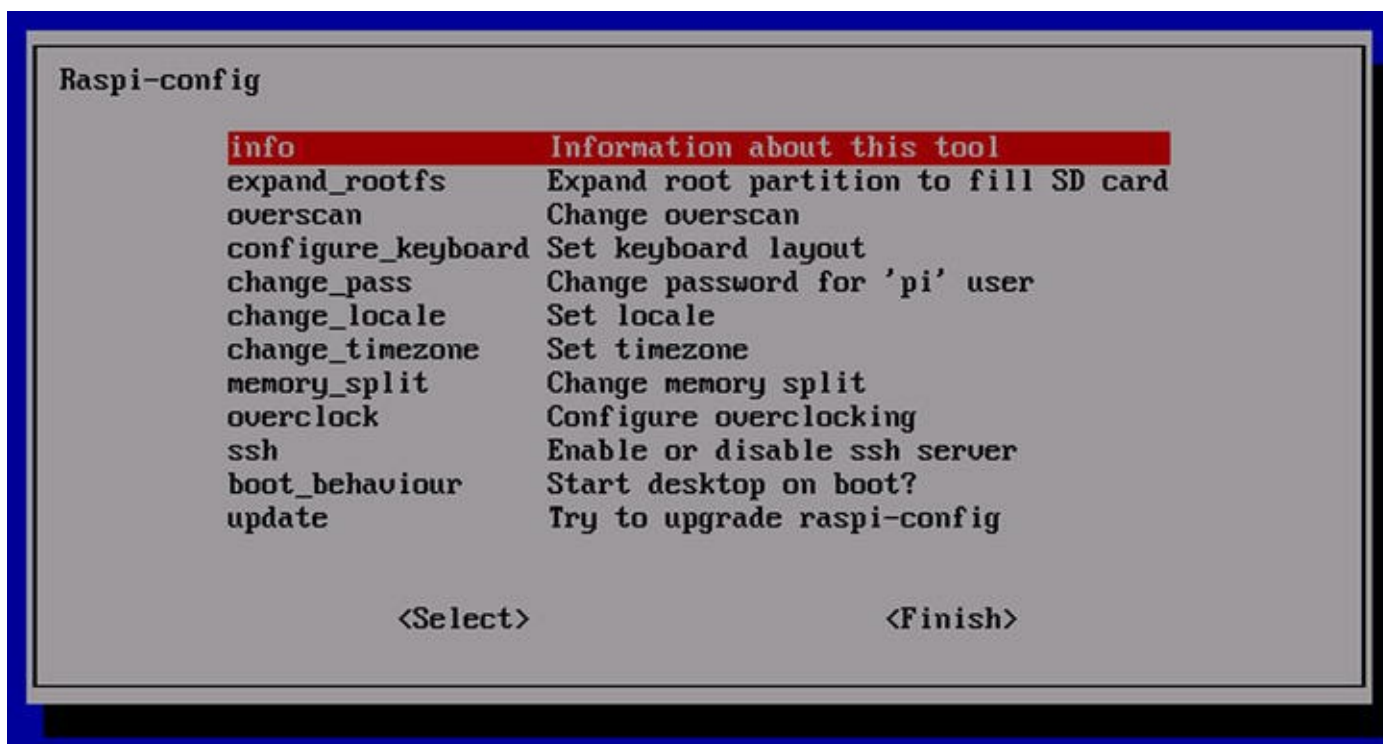 Raspi-config
info Information about this tool
expand_rootfs Expand root partition to fill SD card
overscan Change overscan
configure_keyboard Set keyboard layout
change_pass Change password for 'pi' user
change_locale Set locale
change_timezone Set timezone
memory_split Change memory split
overclock Configure overclocking
ssh Enable or disable ssh server
boot_behaviour Start desktop on boot?
update Try to upgrade raspi-config
<Select> <Finish>